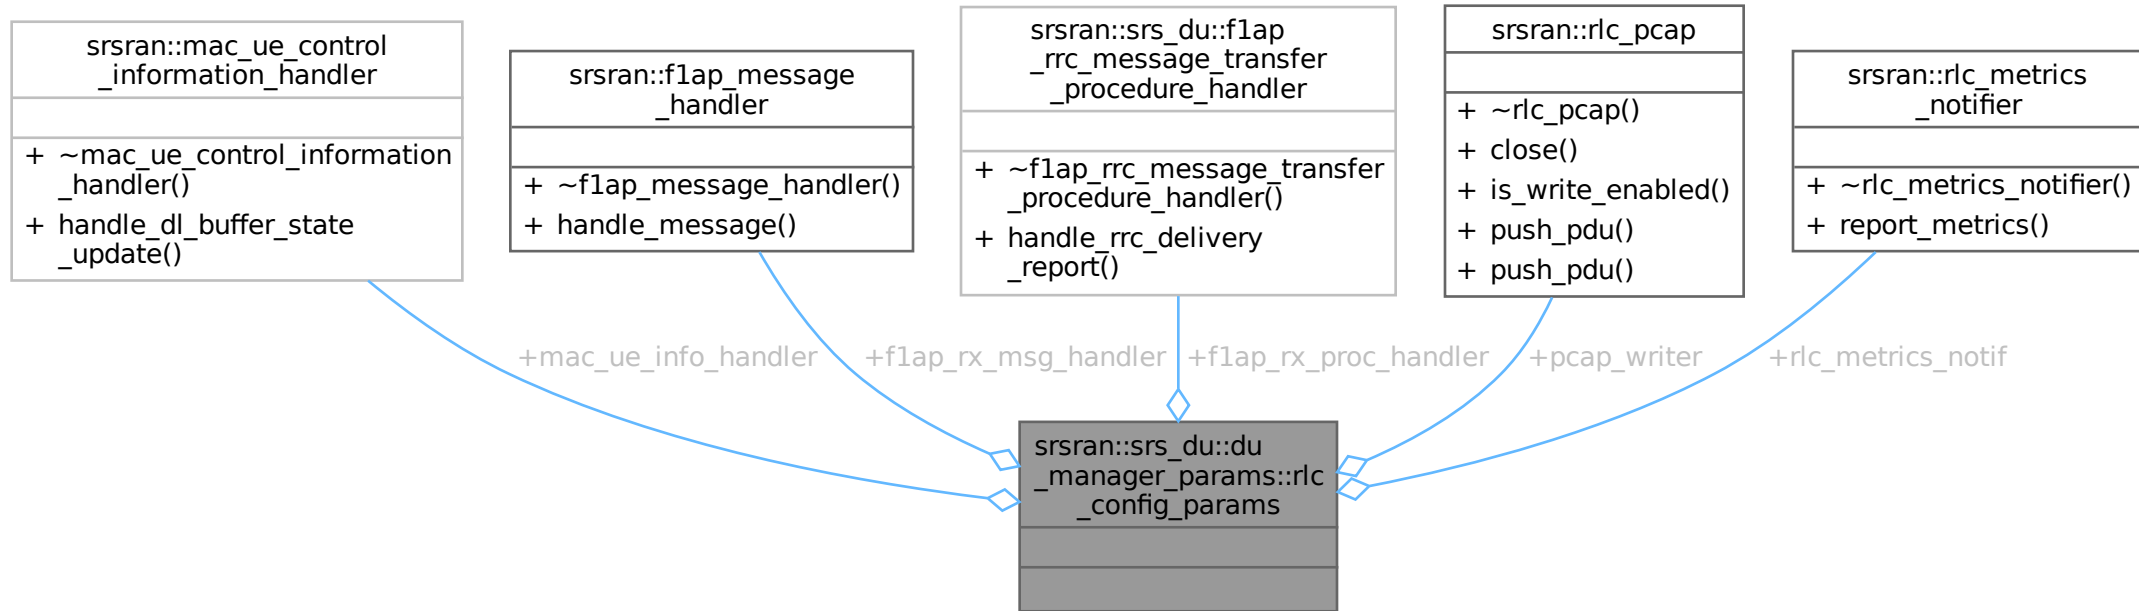 srsran::mac_ue_control
_information_handler
+ ~mac_ue_control_information
_handler()
+ handle_dl_buffer_state
_update()
srsran::f1ap_message
_handler
+ ~f1ap_message_handler()
+ handle_message()
srsran::srs_du::f1ap
_rrc_message_transfer
_procedure_handler
+ ~f1ap_rrc_message_transfer
_procedure_handler()
+ handle_rrc_delivery
_report()
srsran::rlc_pcap
+ ~rlc_pcap()
+ close()
+ is_write_enabled()
+ push_pdu()
+ push_pdu()
srsran::rlc_metrics
_notifier
+ ~rlc_metrics_notifier()
+ report_metrics()
+mac_ue_info_handler
+f1ap_rx_msg_handler
+f1ap_rx_proc_handler
+pcap_writer
+rlc_metrics_notif
srsran::srs_du::du
_manager_params::rlc
_config_params